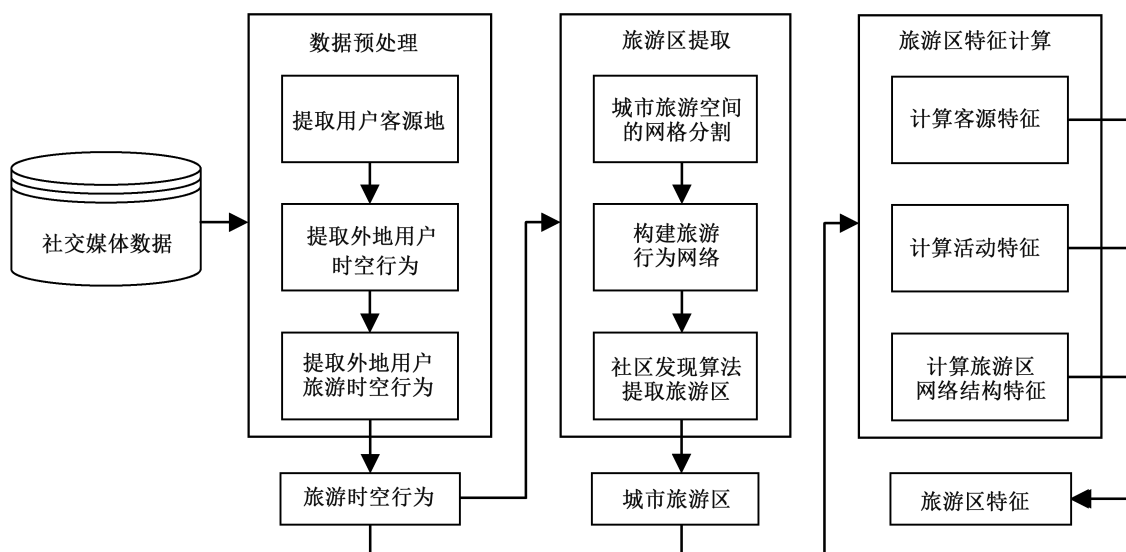 社交媒体数据
数据预处理
提取用户客源地
提取外地用户
时空行为
提取外地用户
旅游时空行为
旅游时空行为
旅游区提取
城市旅游空间
的网格分割
构建旅游
行为网络
社区发现算法
提取旅游区
城市旅游区
旅游区特征计算
计算客源特征
计算活动特征
计算旅游区
网络结构特征
旅游区特征